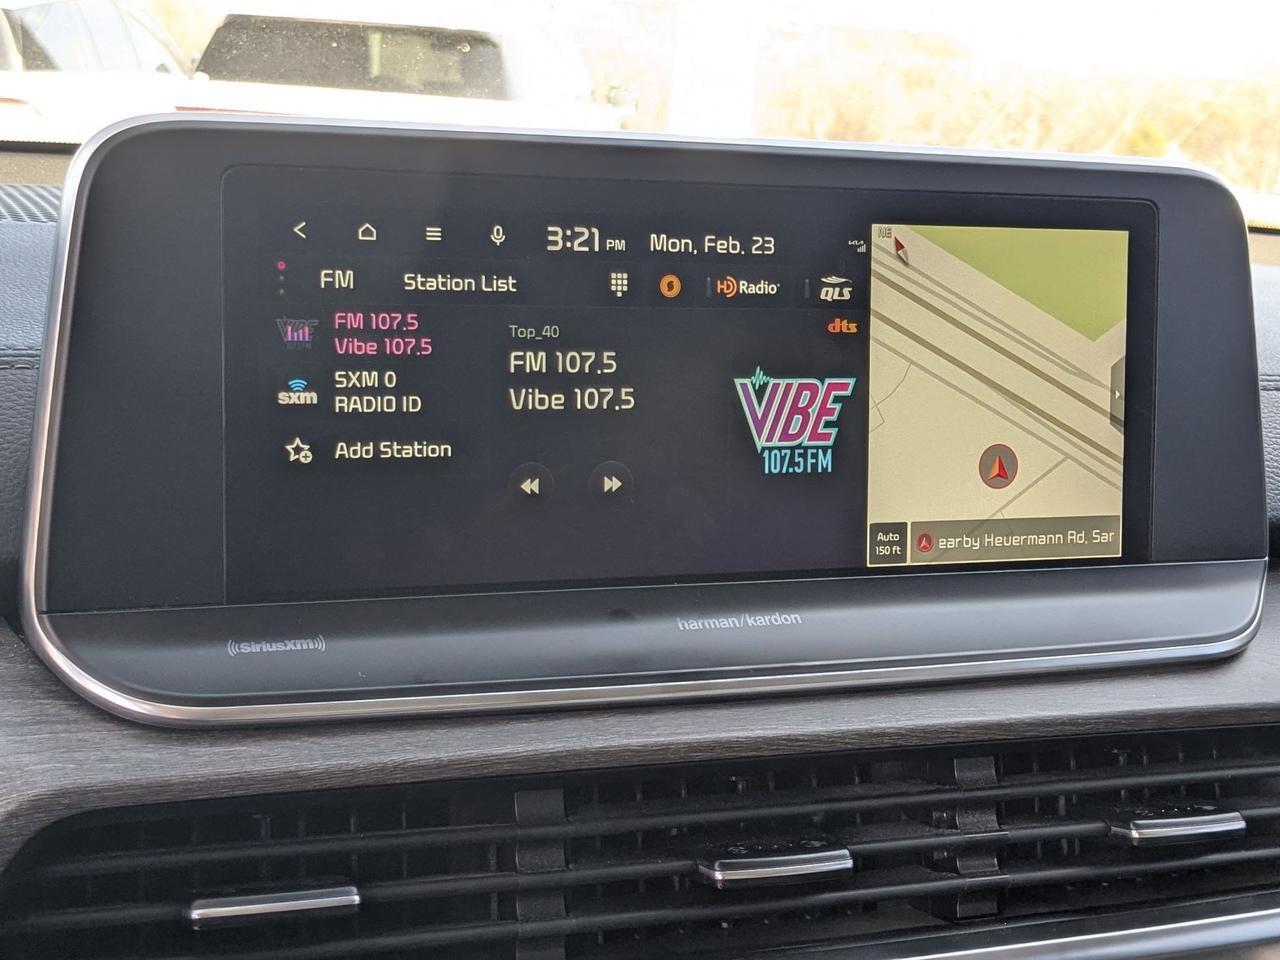 3:21 PM Mon, Feb. 23
FM Station List HD Radio QLS
dts
FM 107.5
Vibe 107.5
SXM 0
RADIO ID
sxm
Add Station
Top_40
FM 107.5
Vibe 107.5
VIBE
107.5 FM
NE
Auto
150 ft
earby Heuermann Rd, Sar
SiriusXM
harman/kardon